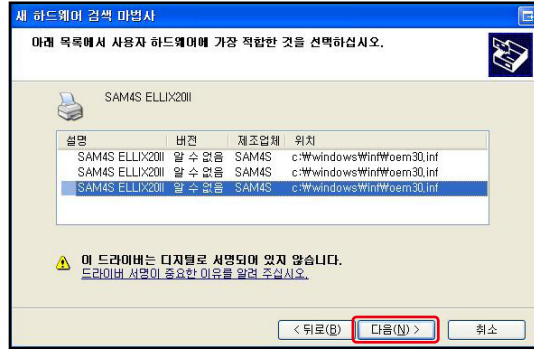 새 하드웨어 검색 마법사
아래 목록에서 사용자 하드웨어에 가장 적합한 것을 선택하십시오.
SAM4S ELLIX20II
설명 버전 제조업체 위치
SAM4S ELLIX20II 알 수 없음 SAM4S c:₩windows₩inf₩oem30.inf
SAM4S ELLIX20II 알 수 없음 SAM4S c:₩windows₩inf₩oem30.inf
SAM4S ELLIX20II 알 수 없음 SAM4S c:₩windows₩inf₩oem30.inf
이 드라이버는 디지털로 서명되어 있지 않습니다.
드라이버 서명이 중요한 이유를 알려 주십시오.
< 뒤로(B) 다음(N) > 취소